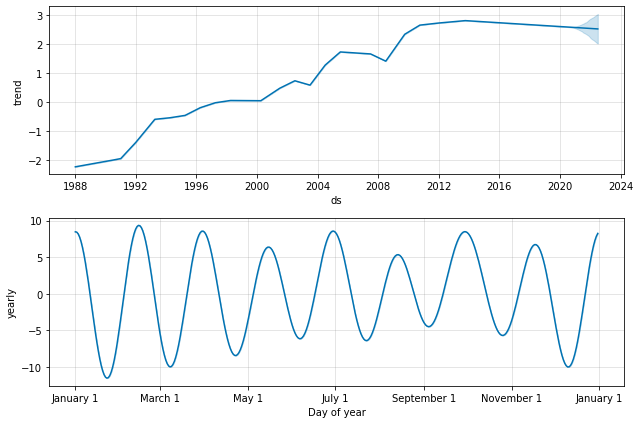 3
2
1
0
−1
−2
trend
1988 1992 1996 2000 2004 2008 2012 2016 2020 2024
ds
10
5
0
−5
−10
yearly
January 1 March 1 May 1 July 1 September 1 November 1 January 1
Day of year